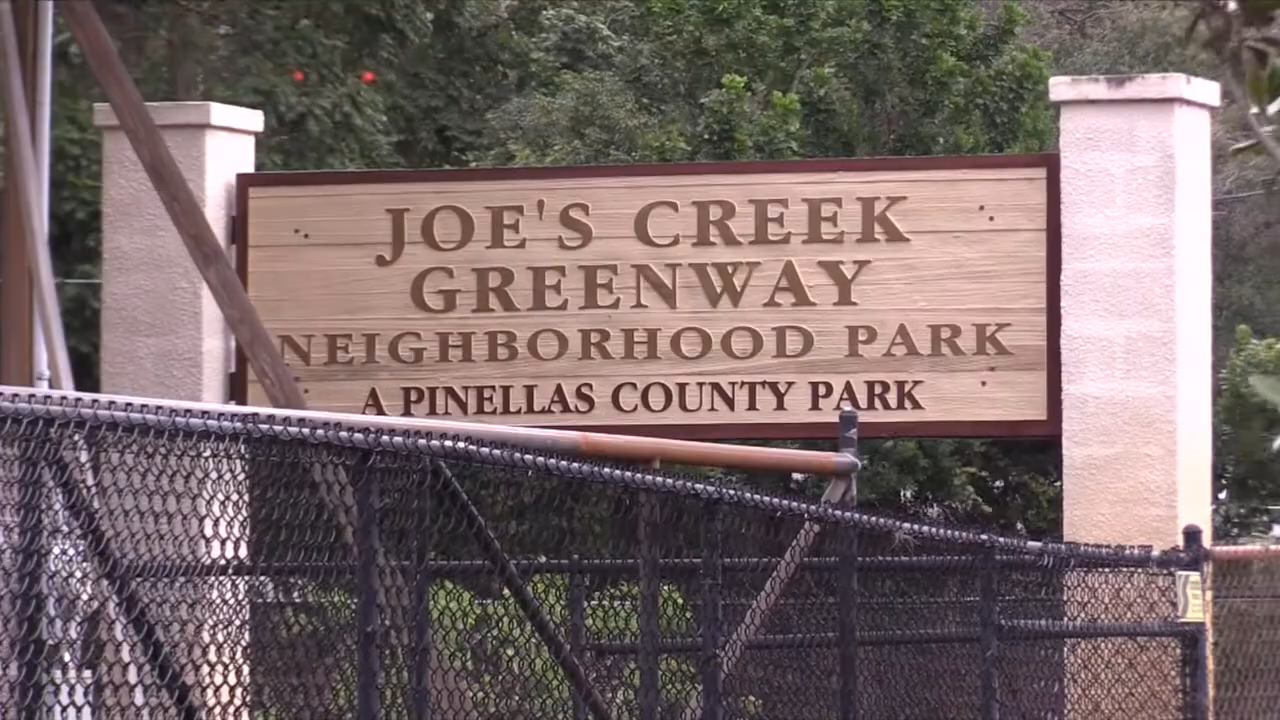 JOE'S CREEK
GREENWAY
NEIGHBORHOOD PARK
A PINELLAS COUNTY PARK